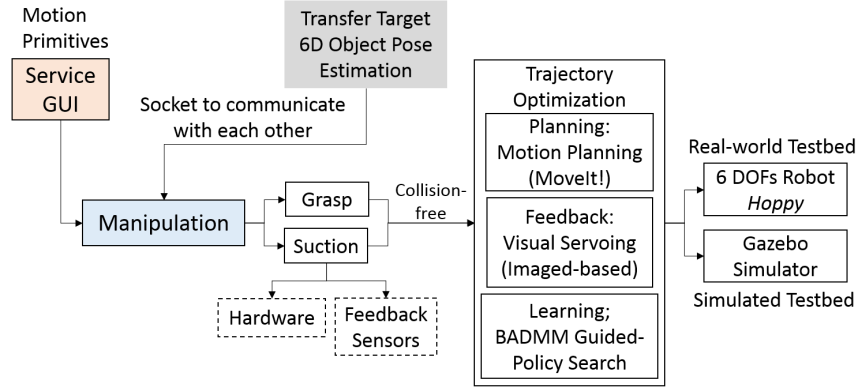 Motion
Primitives
Service
GUI
Transfer Target
6D Object Pose
Estimation
Socket to communicate
with each other
Manipulation
Grasp
Suction
Collision-
free
Hardware
Feedback
Sensors
Trajectory
Optimization
Planning:
Motion Planning
(MoveIt!)
Feedback:
Visual Servoing
(Imaged-based)
Learning;
BADMM Guided-
Policy Search
Real-world Testbed
6 DOFs Robot
Hoppy
Gazebo
Simulator
Simulated Testbed